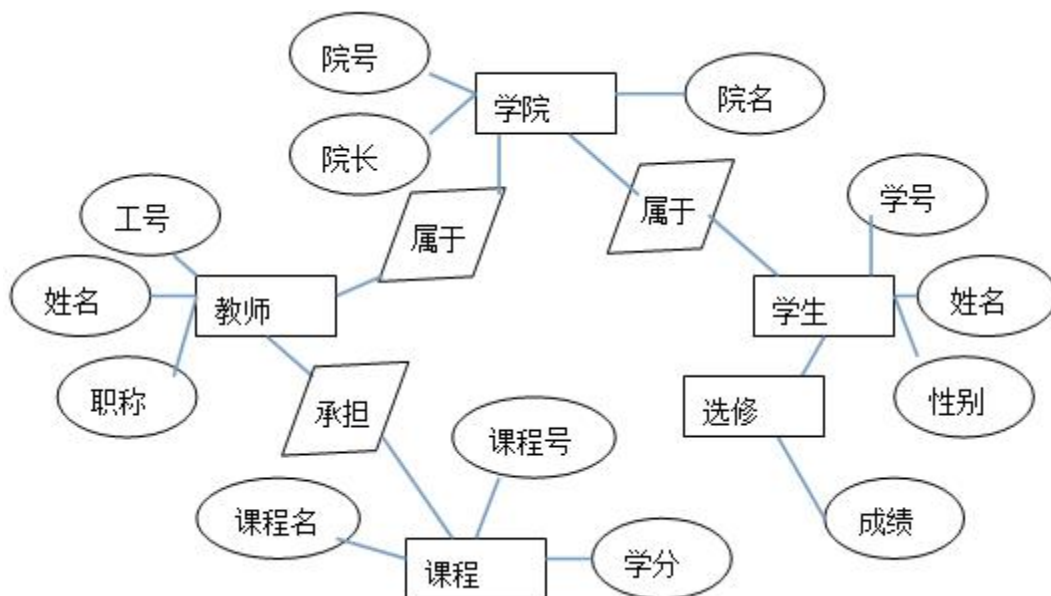 院号
学院
院名
院长
工号
属于
属于
学号
姓名
教师
学生
姓名
职称
承担
选修
性别
课程号
课程名
成绩
课程
学分